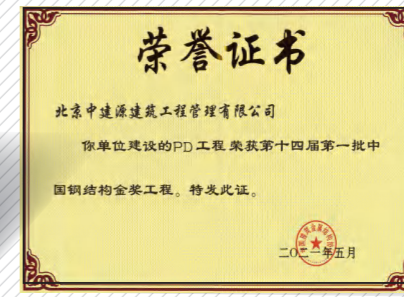 荣誉证书
北京中建源建筑工程管理有限公司
你单位建设的PD工程 荣获第十四届第一批中
国钢结构金奖工程。特发此证。
二〇二一年五月